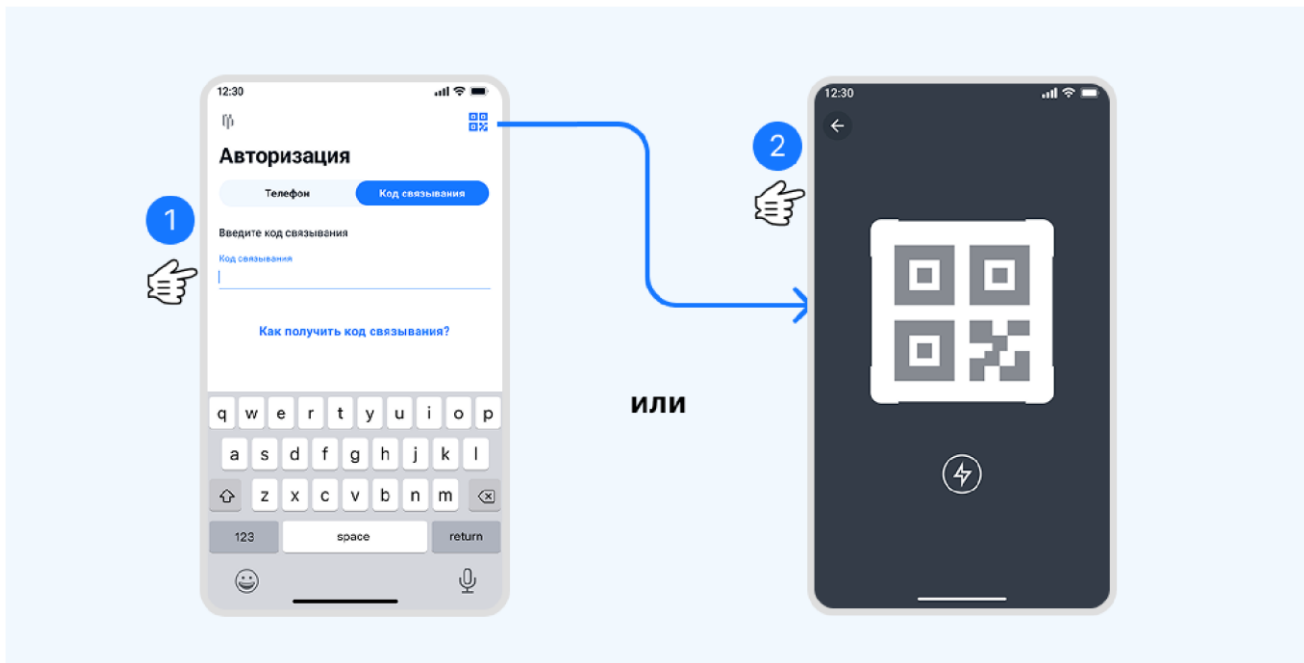 12:30
Авторизация
Телефон
Код связывания
1
Введите код связывания
Код связывания
Как получить код связывания?
q w e r t y u i o p
a s d f g h j k l
z x c v b n m
123
space
return
или
12:30
2